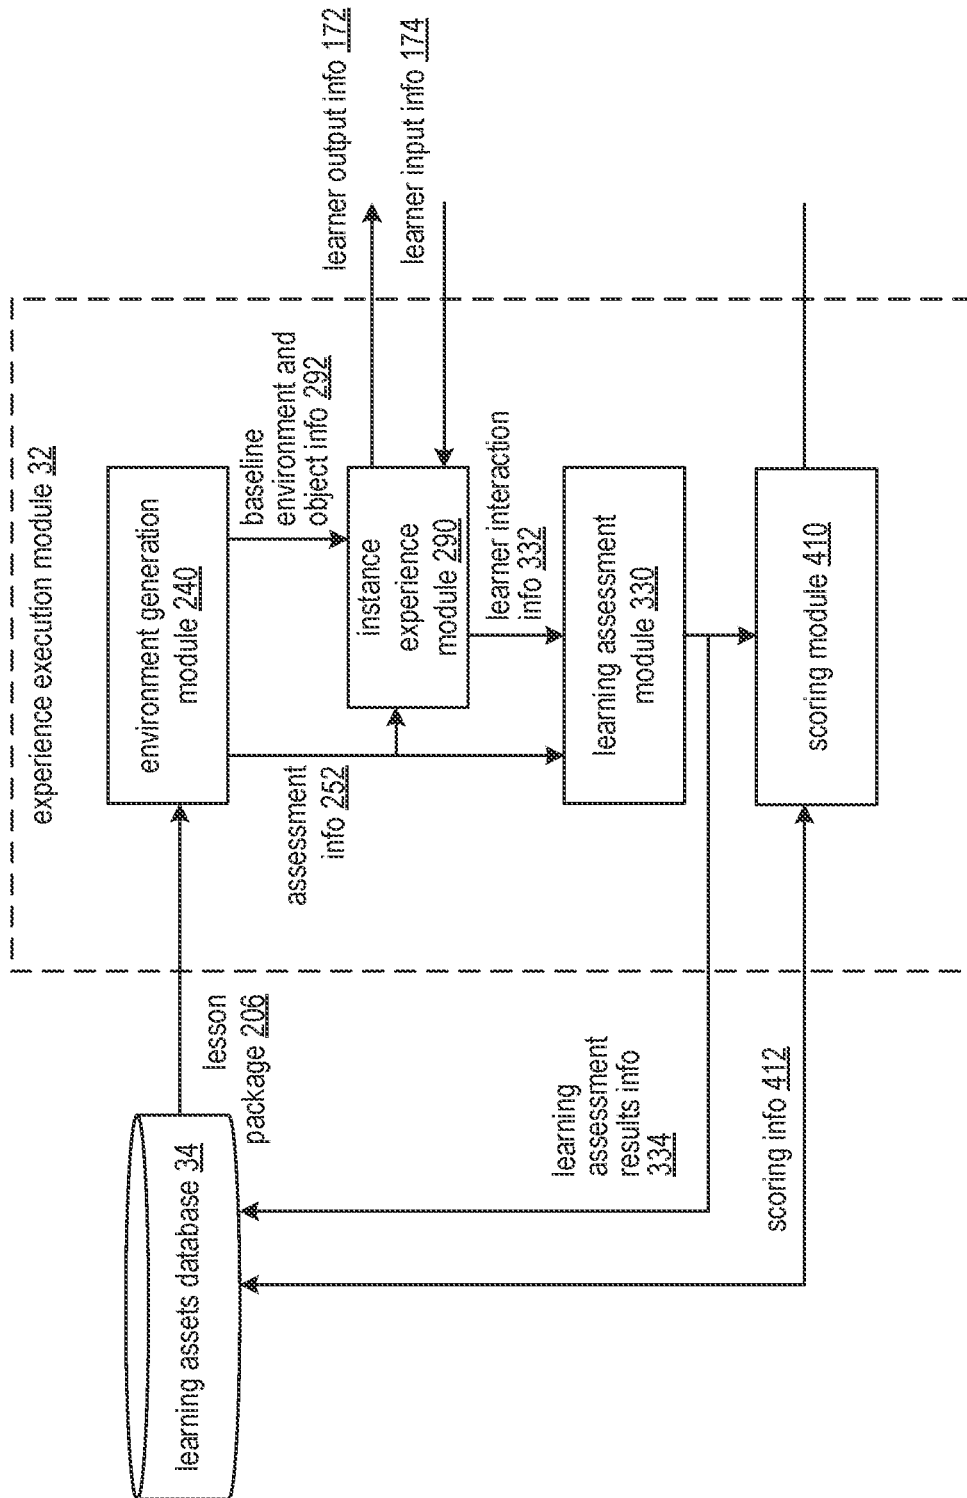 experience execution module 32
learning assets database 34
lesson
package 206
environment generation
module 240
assessment
info 252
baseline
environment and
object info 292
instance
experience
module 290
learner output info 172
learner input info 174
learner interaction
info 332
learning assessment
module 330
learning
assessment
results info
334
scoring module 410
scoring info 412